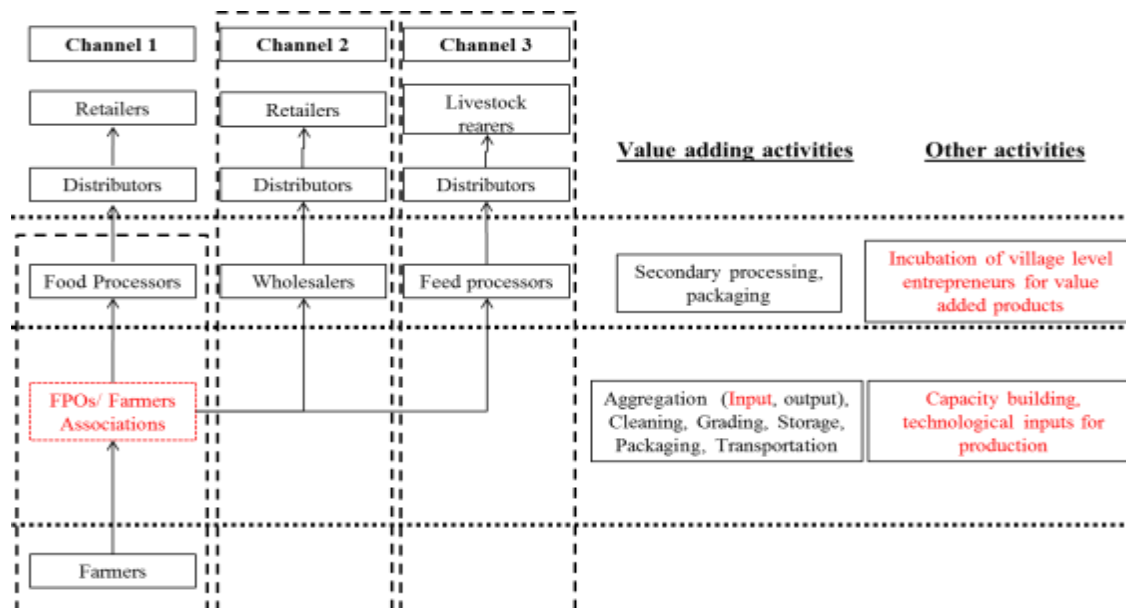 Channel 1
Channel 2
Channel 3
Retailers
Retailers
Livestock
rearers
Value adding activities
Other activities
Distributors
Distributors
Distributors
Food Processors
Wholesalers
Feed processors
Secondary processing,
packaging
Incubation of village level
entrepreneurs for value
added products
FPOs/ Farmers
Associations
Aggregation (Input, output),
Cleaning, Grading, Storage,
Packaging, Transportation
Capacity building,
technological inputs for
production
Farmers